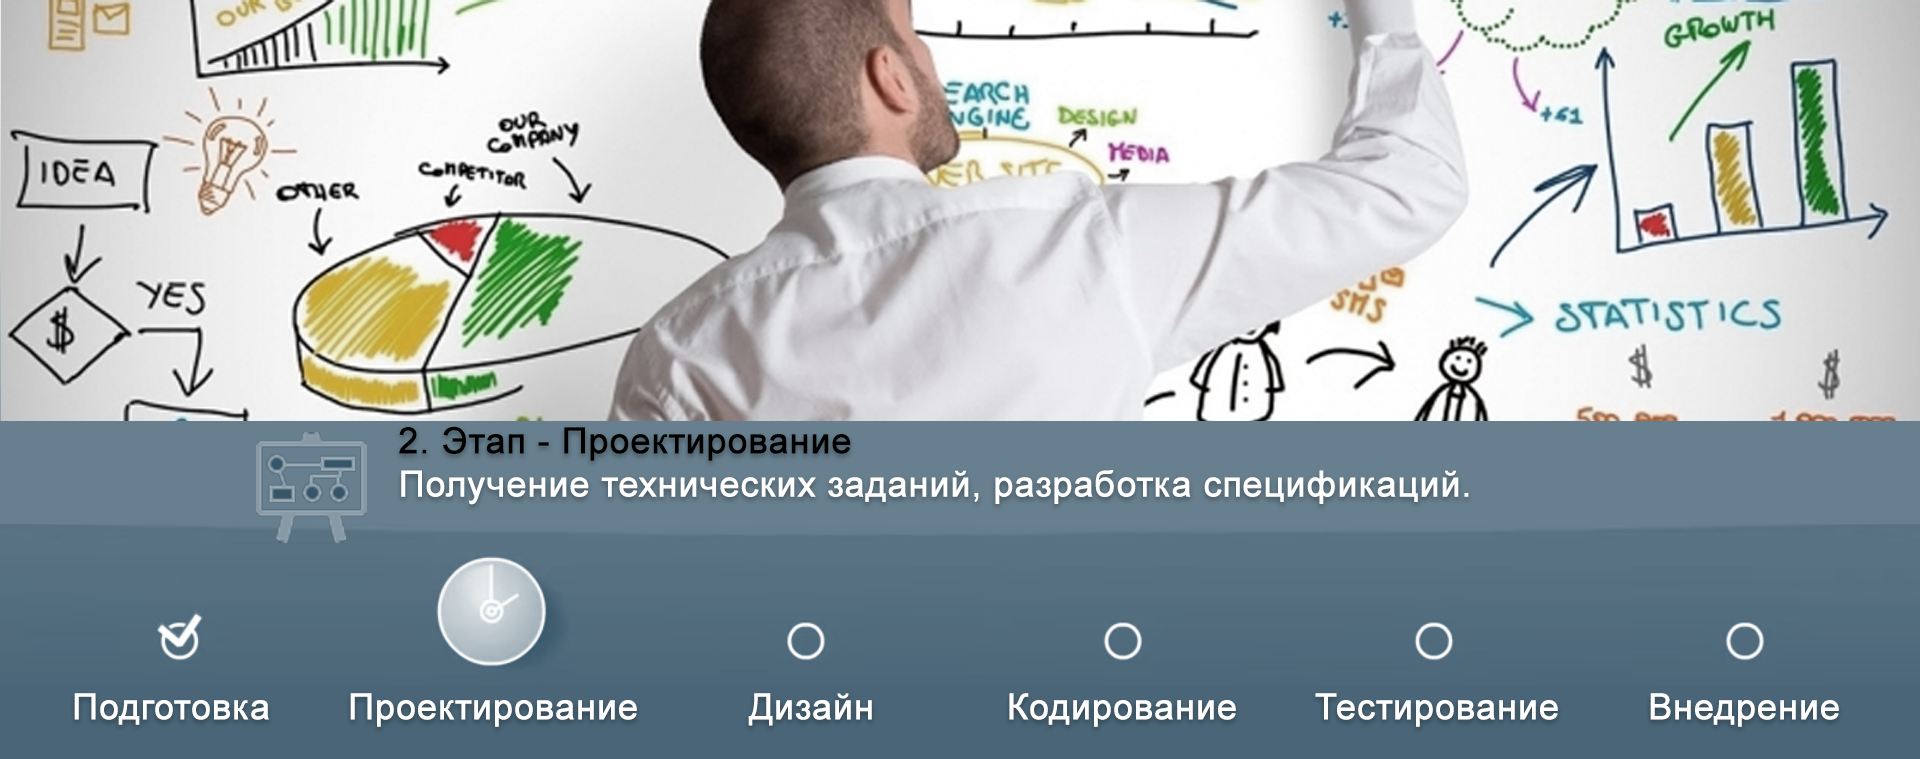 GROWTH
EARCH
NGINE
DESIGN
+61
MEDIA
OUR
COMPANY
COMPETITOR
IDEA
OTHER
YES
$
SMS
STATISTICS
$ $
2. Этап - Проектирование
Получение технических заданий, разработка спецификаций.
Подготовка Проектирование Дизайн Кодирование Тестирование Внедрение